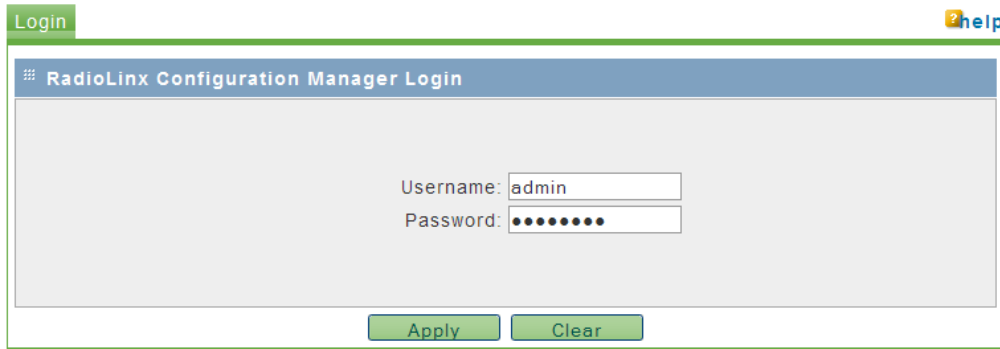 Login
?help
RadioLinx Configuration Manager Login
Username: admin
Password: ●●●●●●●●
Apply Clear